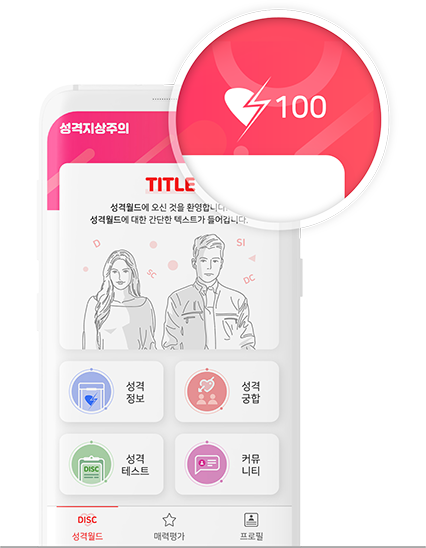 100
성격지상주의
TITLE
성격월드에 오신 것을 환영합니다.
성격월드에 대한 간단한 텍스트가 들어갑니다.
D
SI
SC
DC
성격
정보
성격
궁합
DISC
성격
테스트
커뮤
니티
DISC
성격월드
매력평가
프로필